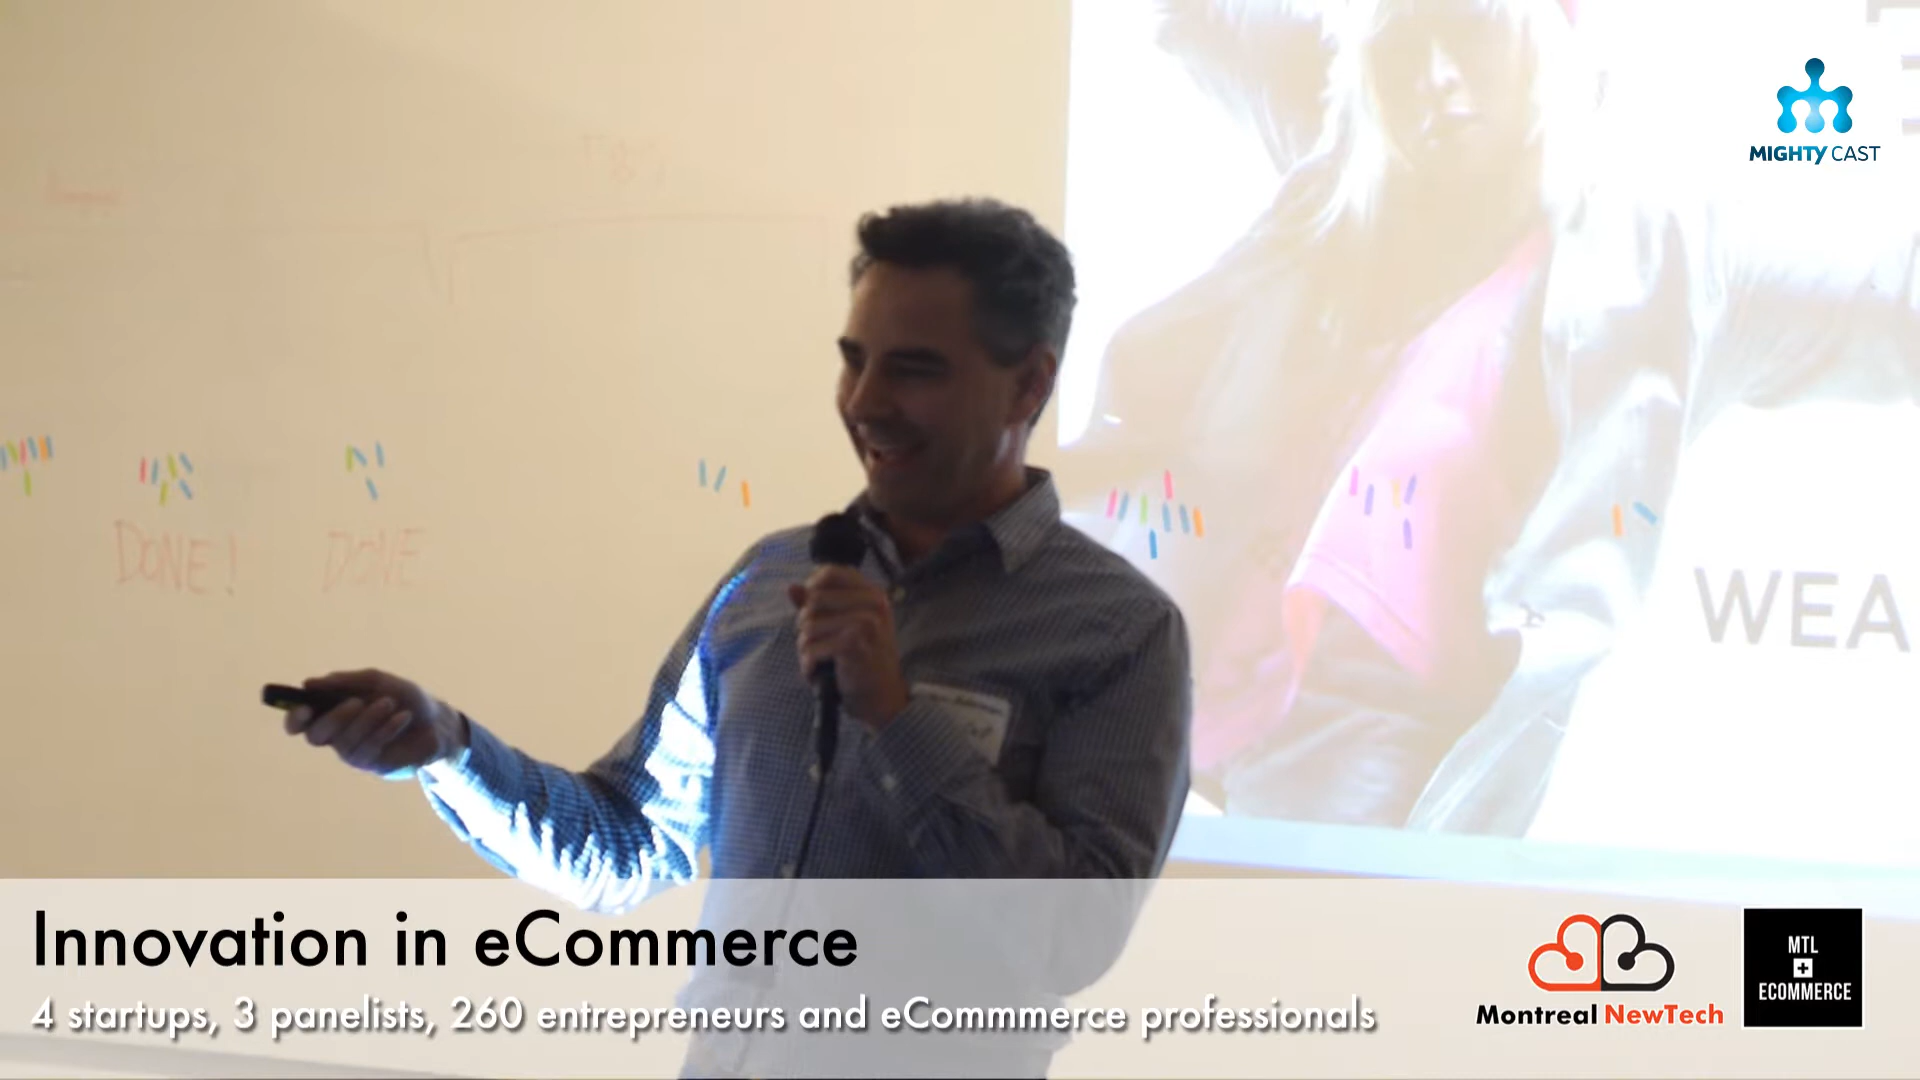 MIGHTY CAST
DONE!
DONE
WEA
Innovation in eCommerce
4 startups, 3 panelists, 260 entrepreneurs and eCommmerce professionals
Montreal NewTech
MTL
+
ECOMMERCE